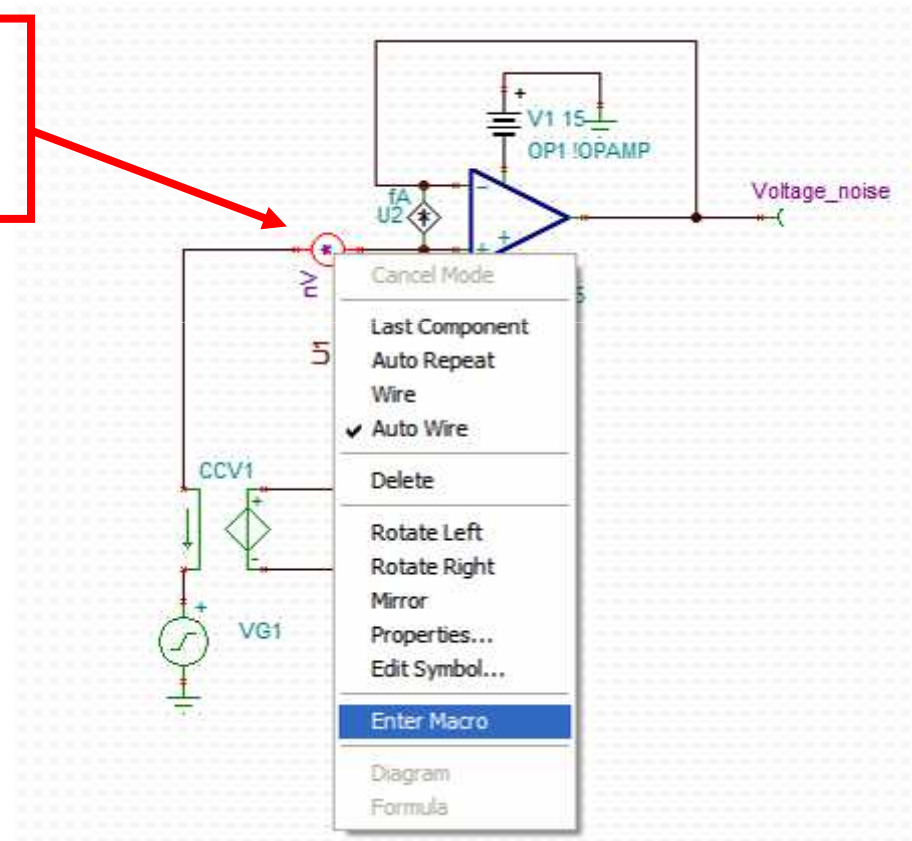 +
V1 15
OP1 !OPAMP
Voltage_noise
fA
U2
-
+
+
nV
U1
Cancel Mode
Last Component
Auto Repeat
Wire
Auto Wire
Delete
Rotate Left
Rotate Right
Mirror
Properties...
Edit Symbol...
Enter Macro
Diagram
Formula
CCV1
+
-
+
VG1